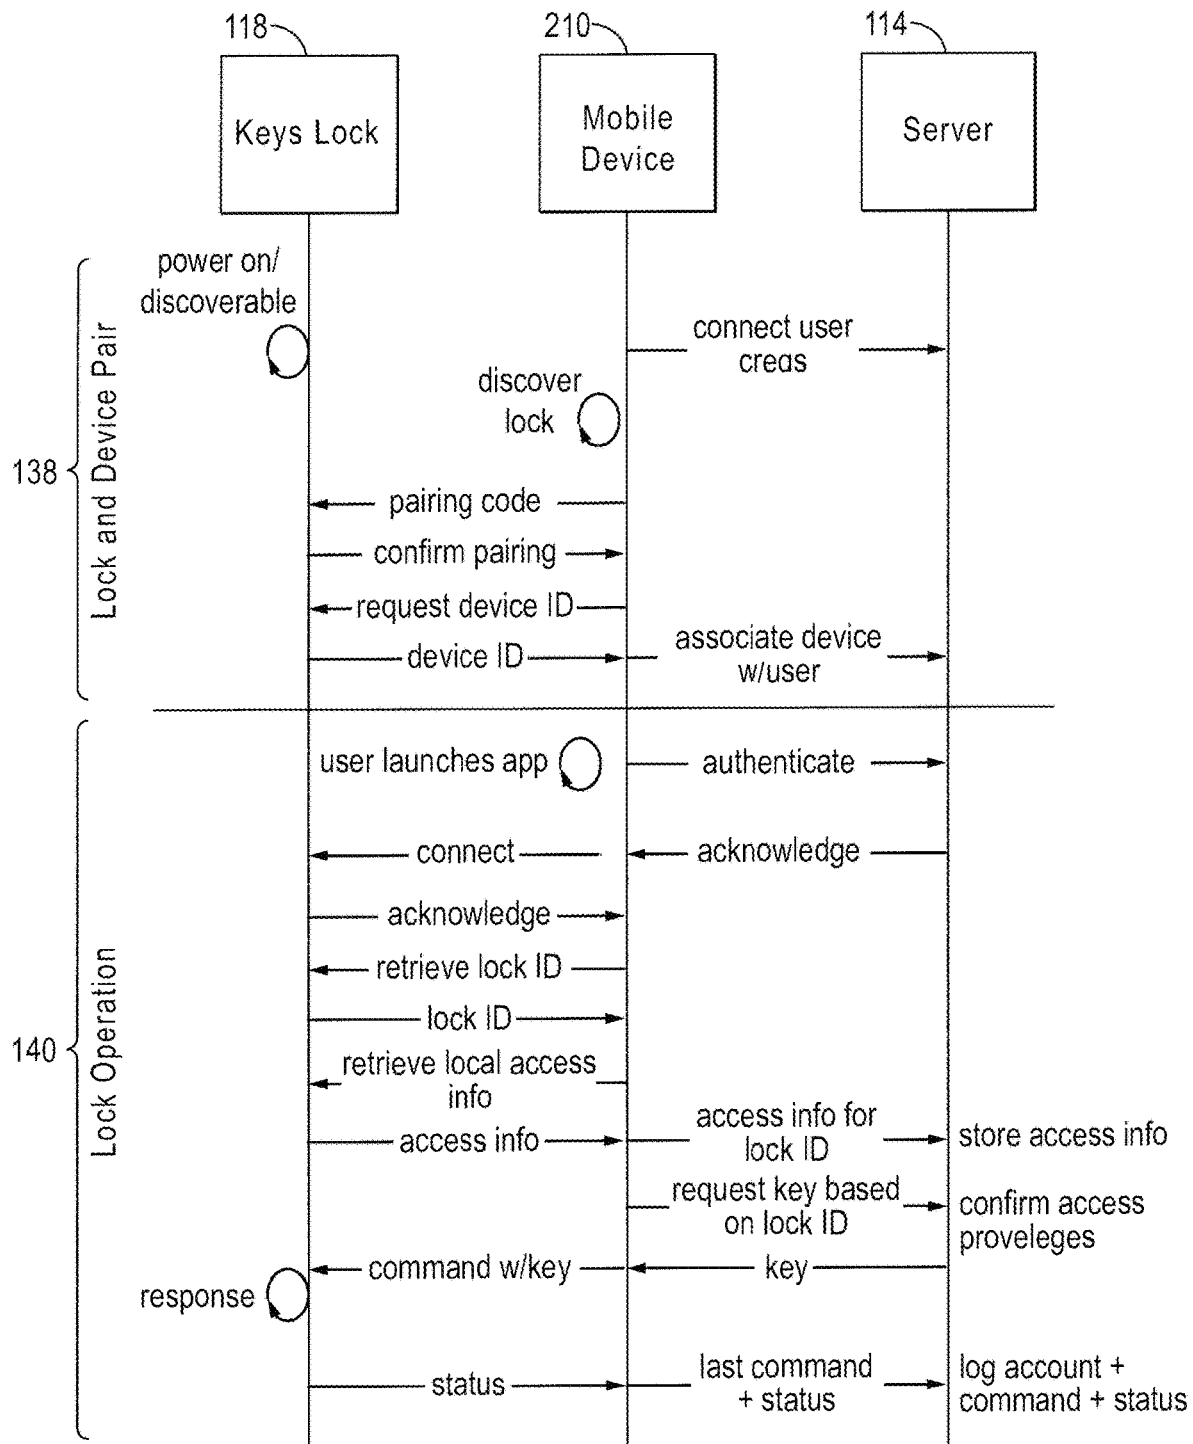 118
210
114
Keys Lock
Mobile
Device
Server
power on/
discoverable
connect user
creds
discover
lock
138
Lock and Device Pair
pairing code
confirm pairing
request device ID
device ID
associate device
w/user
user launches app
authenticate
connect
acknowledge
acknowledge
retrieve lock ID
lock ID
140
Lock Operation
retrieve local access
info
access info
access info for
lock ID
store access info
request key based
on lock ID
confirm access
proveleges
command w/key
key
response
status
last command
+ status
log account +
command + status